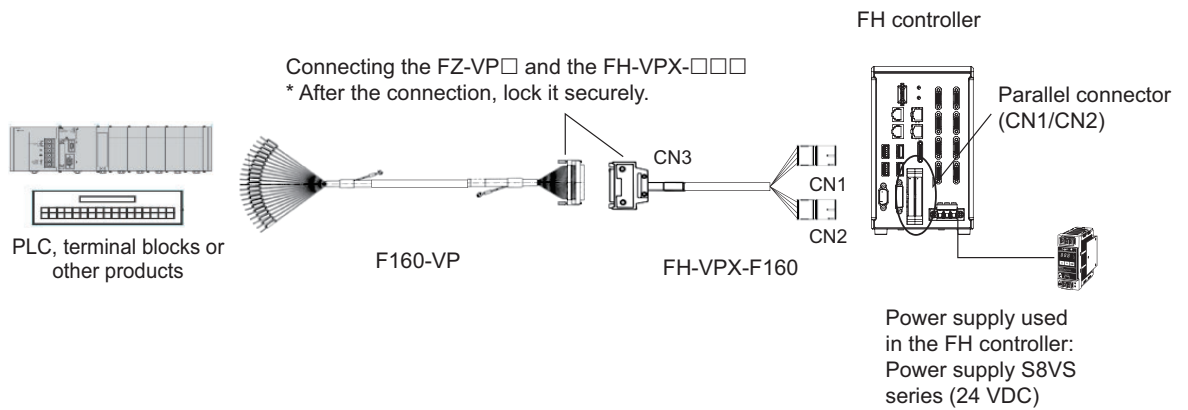 FH controller
Connecting the FZ-VP□ and the FH-VPX-□□□
* After the connection, lock it securely.
Parallel connector
(CN1/CN2)
CN3
CN1
CN2
PLC, terminal blocks or
other products
F160-VP
FH-VPX-F160
Power supply used
in the FH controller:
Power supply S8VS
series (24 VDC)